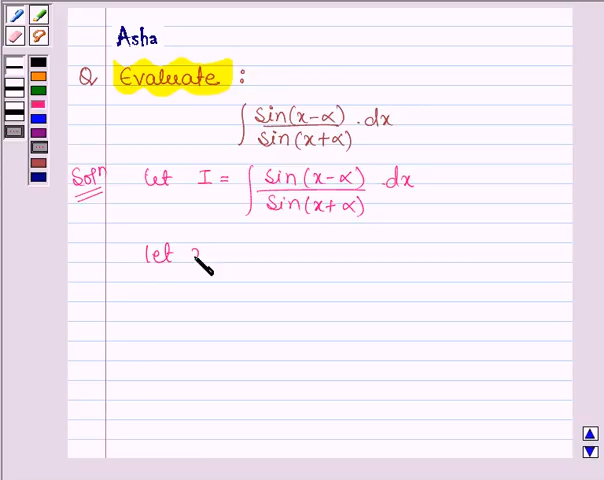 Asha
Q Evaluate :
∫ sin(x-α)/sin(x+α) .dx
Solⁿ let I = ∫ sin(x-α)/sin(x+α) .dx
let